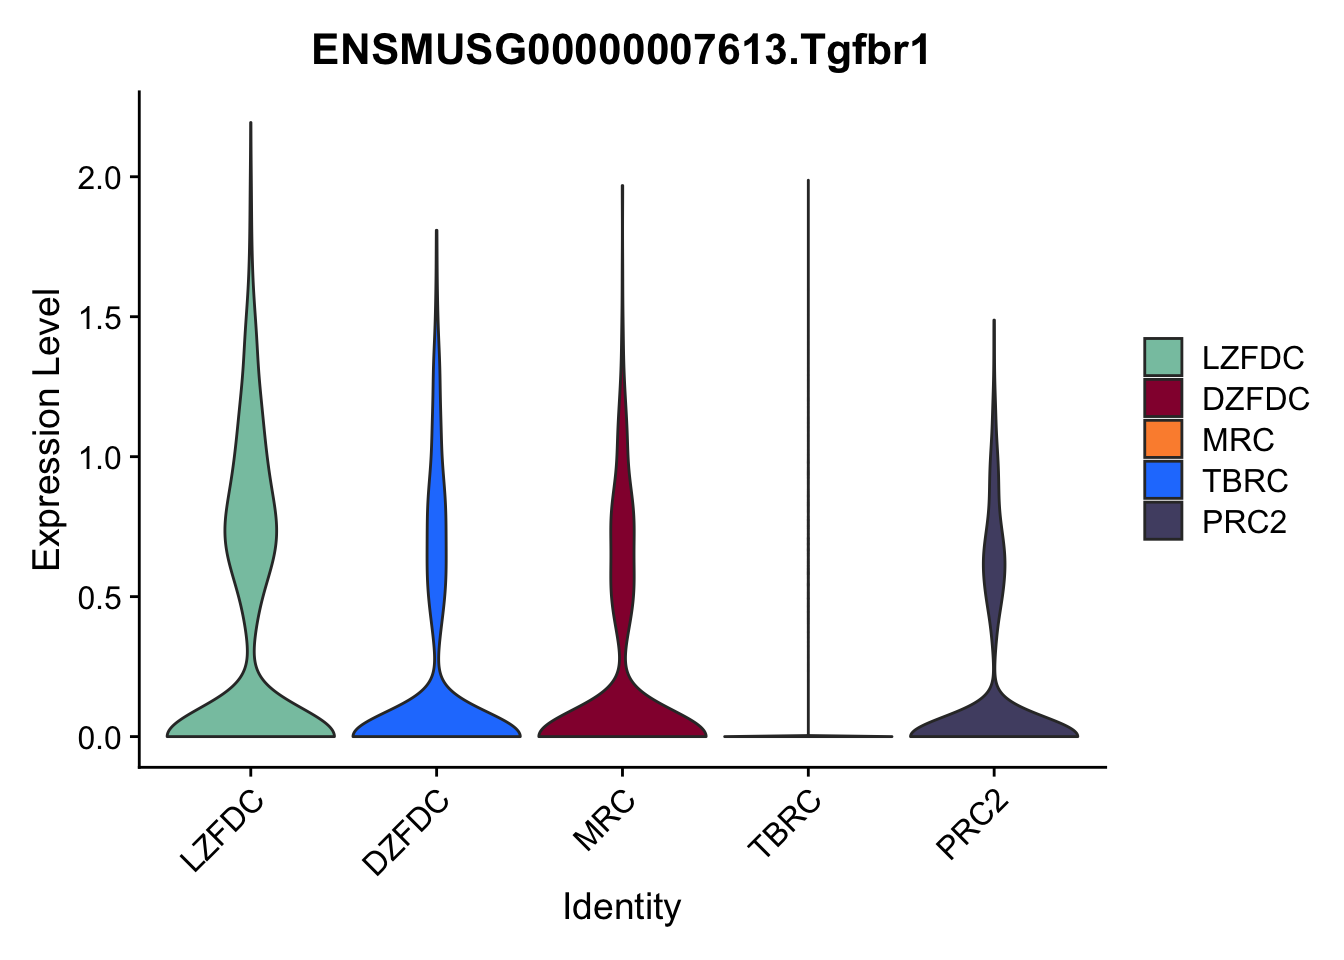 ENSMUSG00000007613.Tgfbr1
Expression Level
2.0
1.5
1.0
0.5
0.0
LZFDC
DZFDC
MRC
TBRC
PRC2
Identity
LZFDC
DZFDC
MRC
TBRC
PRC2